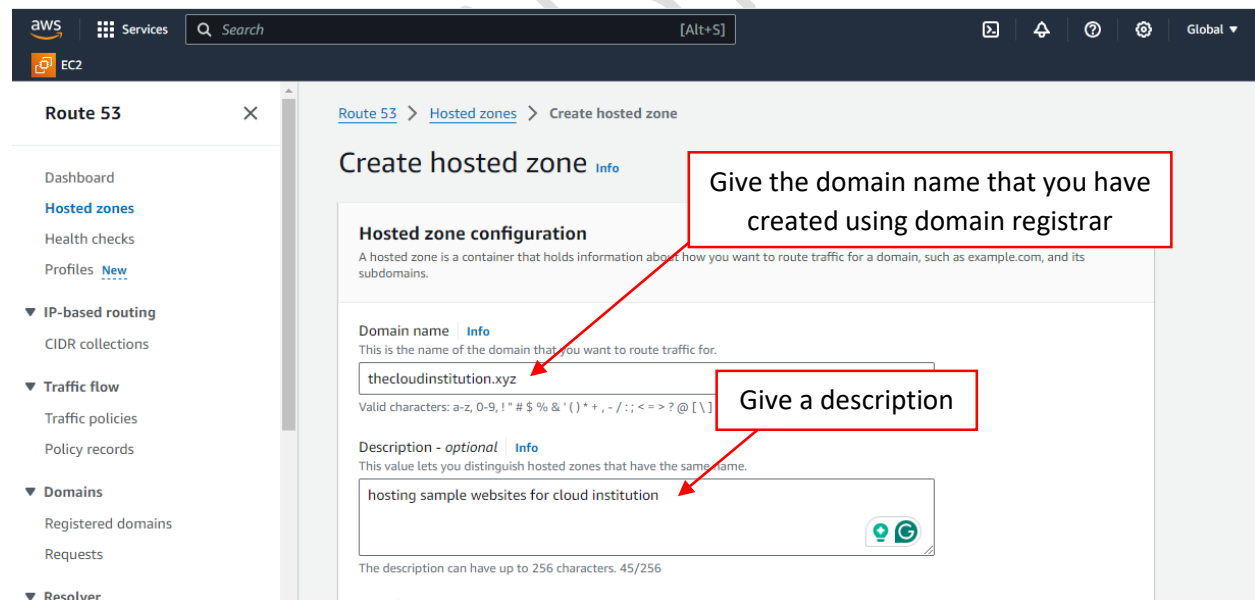 aws
Services
Search
[Alt+S]
Global
EC2
Route 53
Dashboard
Hosted zones
Health checks
Profiles New
IP-based routing
CIDR collections
Traffic flow
Traffic policies
Policy records
Domains
Registered domains
Requests
Resolver
Route 53 > Hosted zones > Create hosted zone
Create hosted zone Info
Give the domain name that you have
created using domain registrar
Hosted zone configuration
A hosted zone is a container that holds information about how you want to route traffic for a domain, such as example.com, and its
subdomains.
Domain name Info
This is the name of the domain that you want to route traffic for.
thecloudinstitution.xyz
Valid characters: a-z, 0-9, ! " # $ % & ' ( ) * + , - / : ; < = > ? @ [ \ ]
Give a description
Description - optional Info
This value lets you distinguish hosted zones that have the same name.
hosting sample websites for cloud institution
The description can have up to 256 characters. 45/256